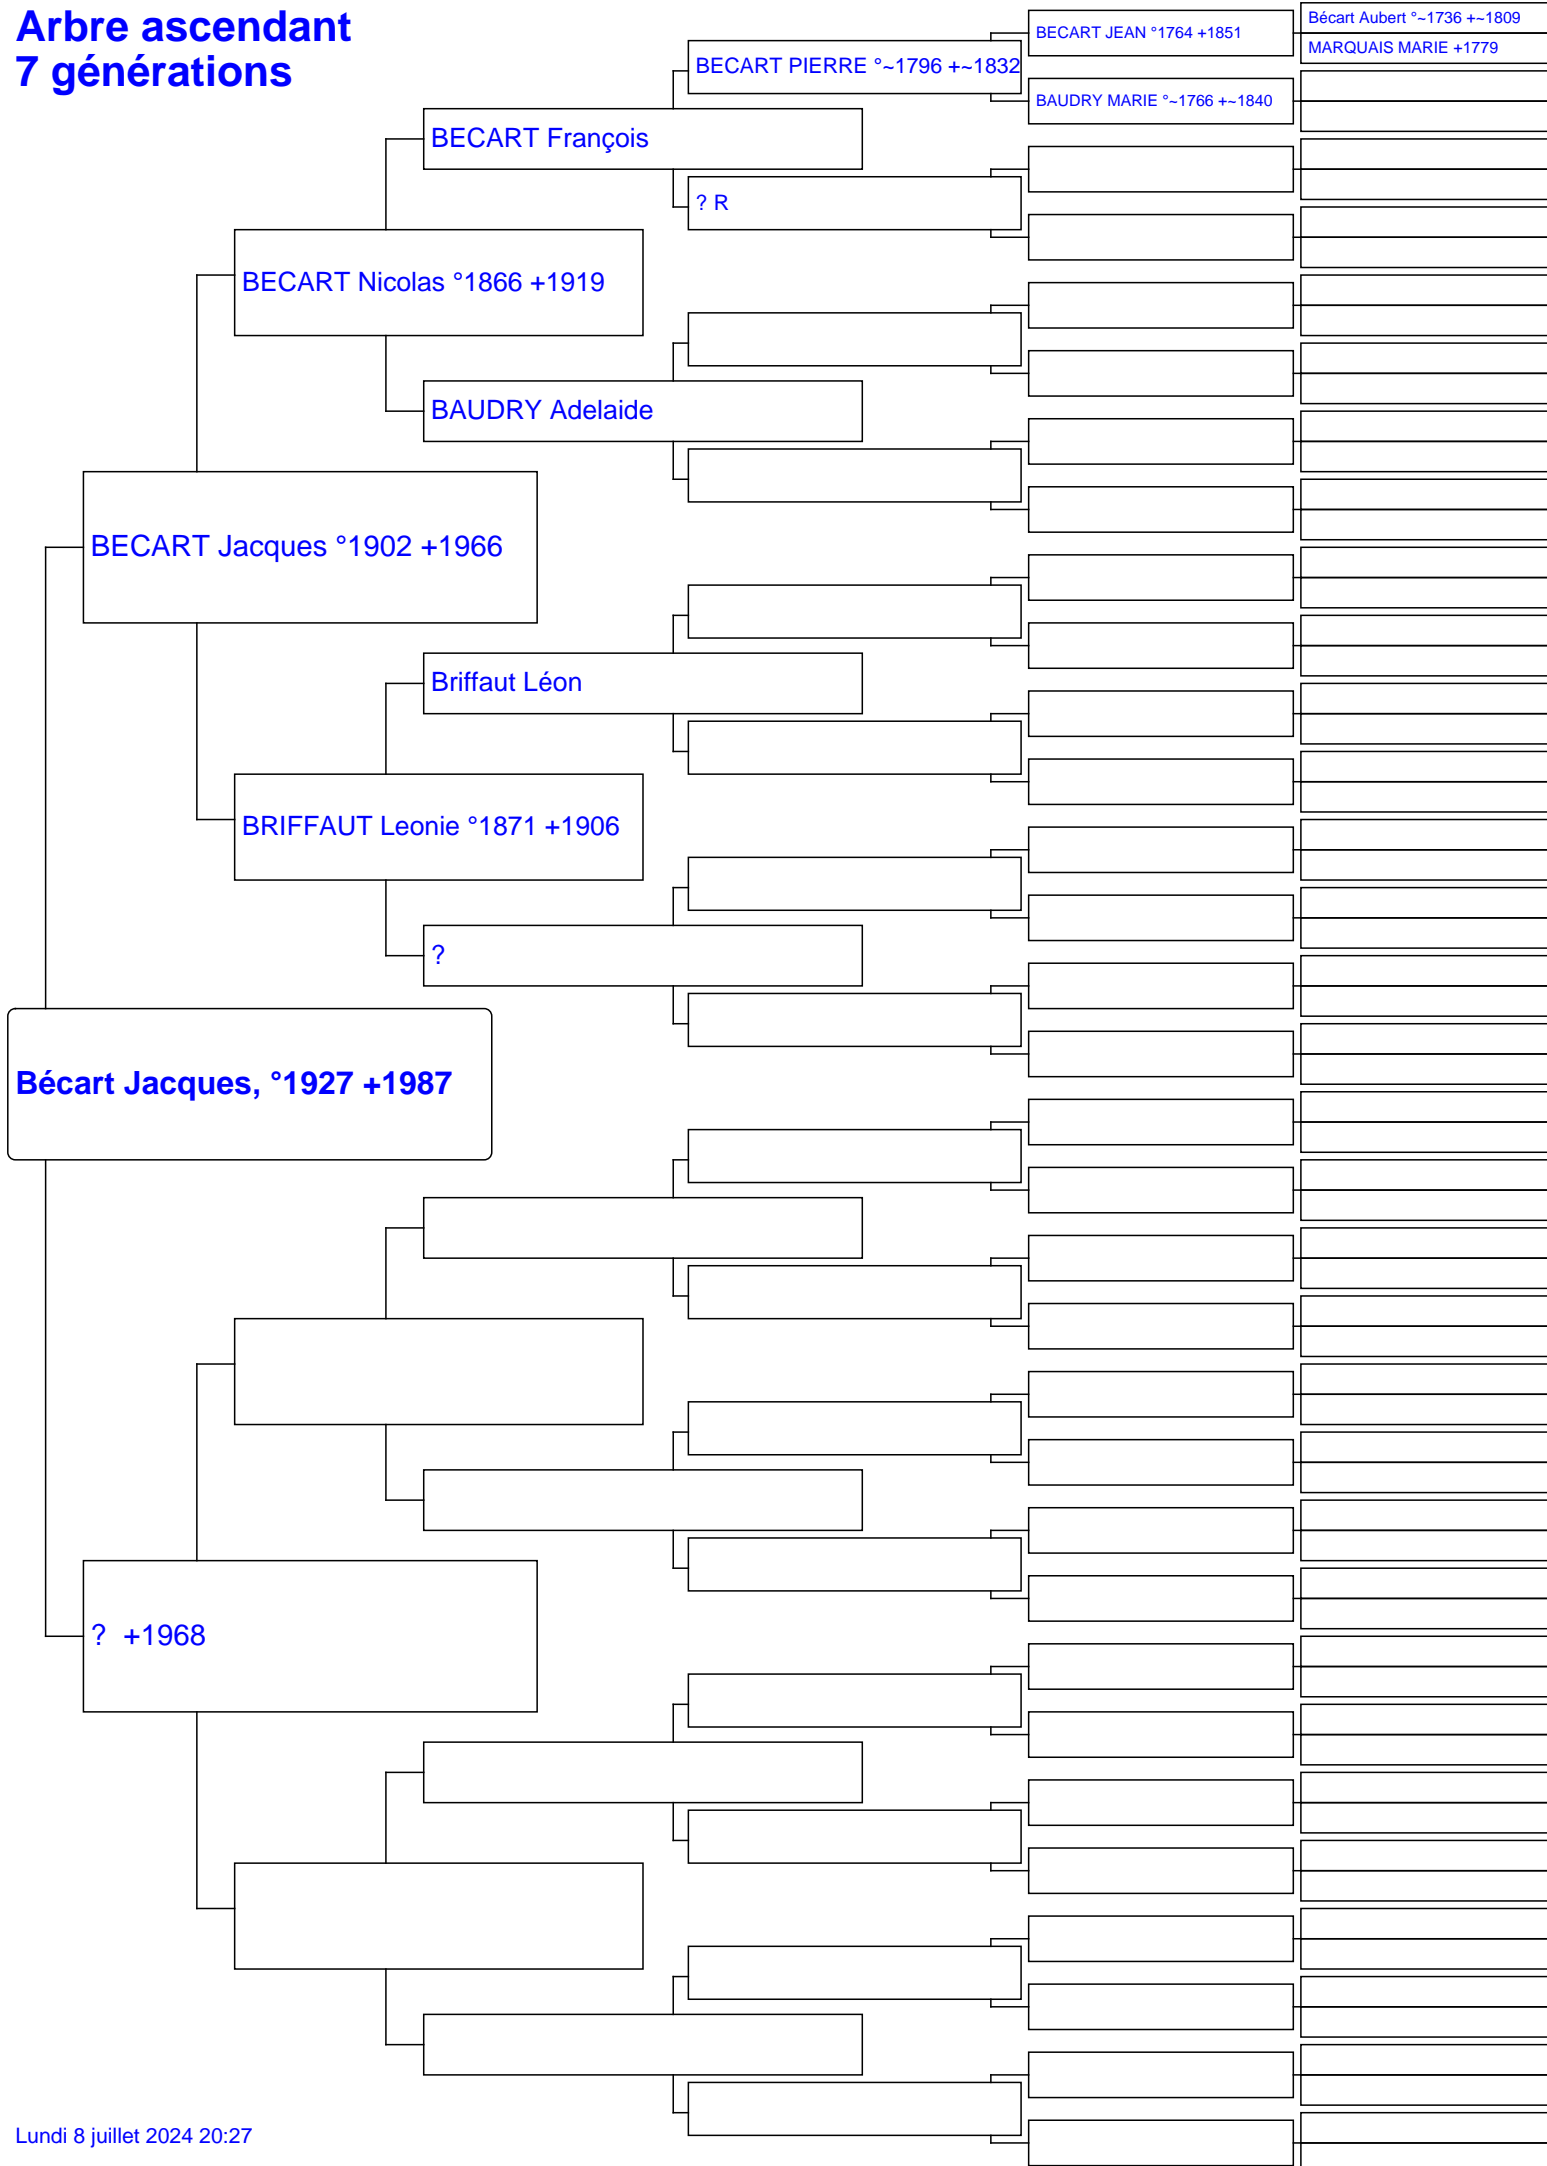 Arbre ascendant
7 générations
Bécart Aubert °~1736 +~1809
BECART JEAN °1764 +1851
MARQUAIS MARIE +1779
BECART PIERRE °~1796 +~1832
BAUDRY MARIE °~1766 +~1840
BECART François
? R
BECART Nicolas °1866 +1919
BAUDRY Adelaide
BECART Jacques °1902 +1966
Briffaut Léon
BRIFFAUT Leonie °1871 +1906
?
Bécart Jacques, °1927 +1987
? +1968
Lundi 8 juillet 2024 20:27